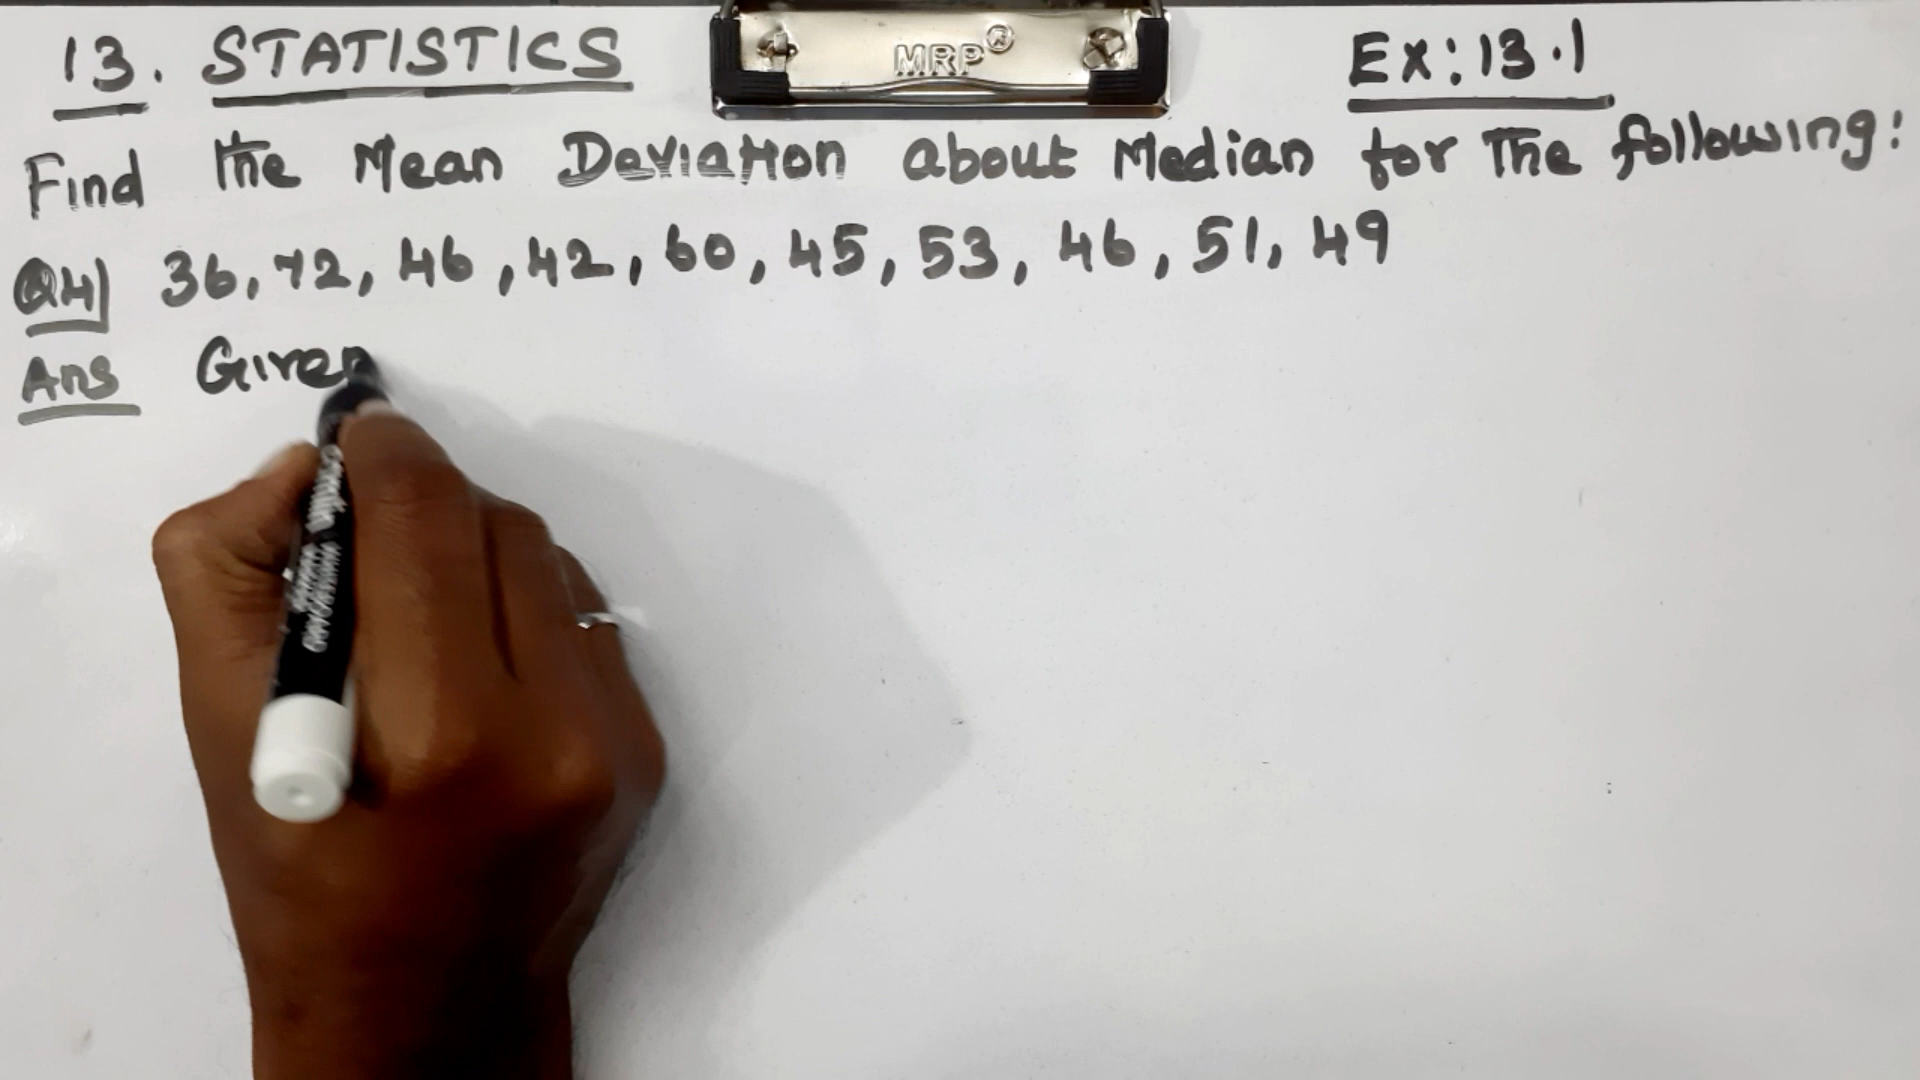 13. STATISTICS
MRP®
Ex: 13.1
Find the Mean Deviation about Median for The following:
Q4) 36, 72, 46, 42, 60, 45, 53, 46, 51, 49
Ans Given
WHITEBOARD